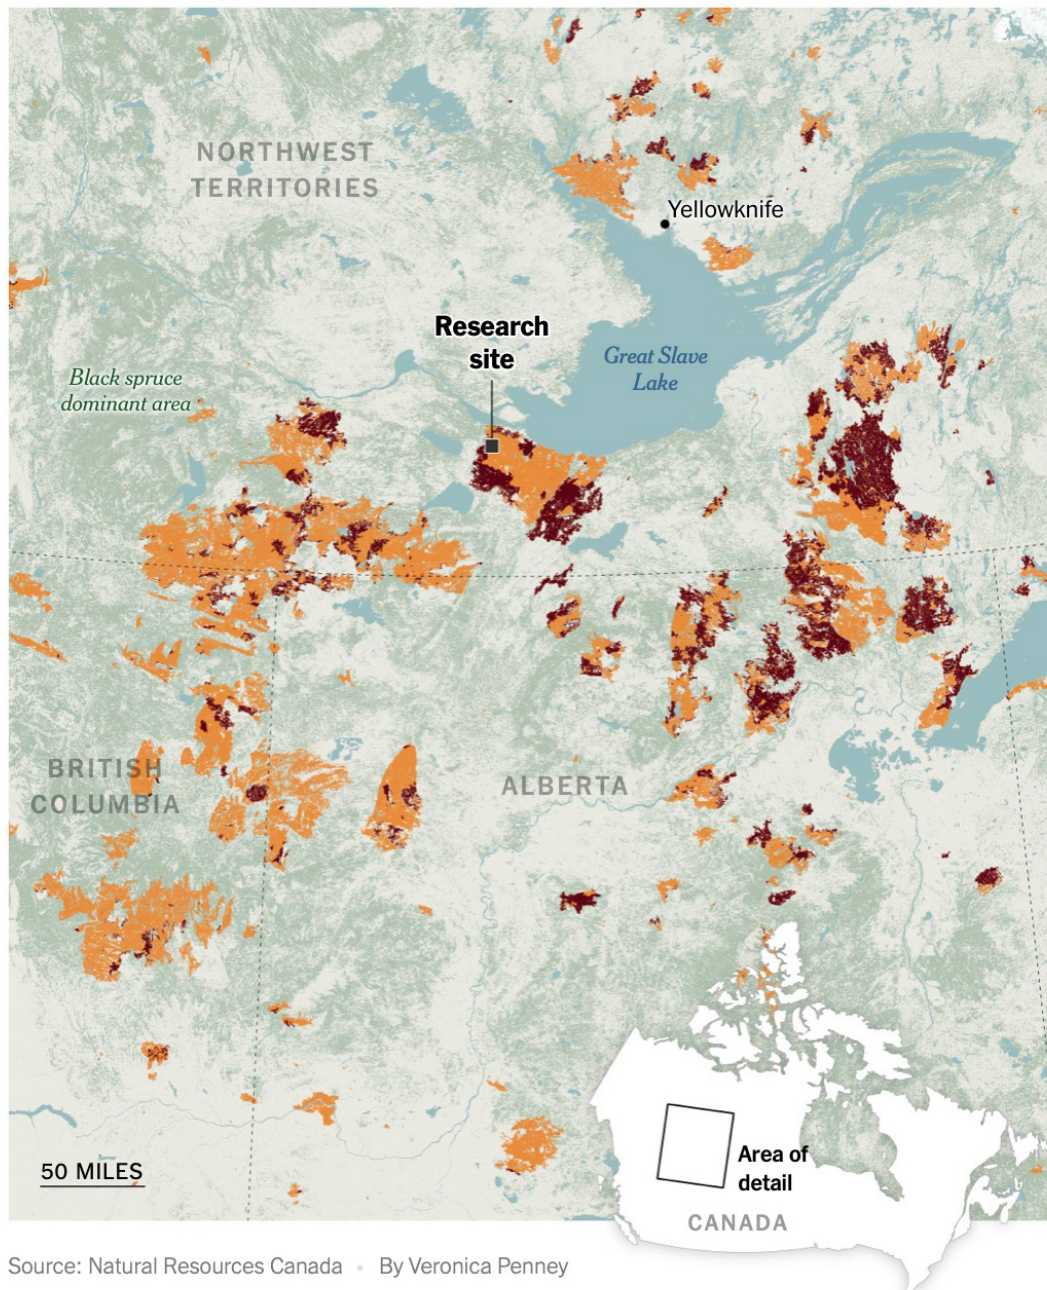 NORTHWEST
TERRITORIES
Yellowknife
Research
site
Great Slave
Lake
Black spruce
dominant area
BRITISH
COLUMBIA
ALBERTA
50 MILES
Area of
detail
CANADA
Source: Natural Resources Canada • By Veronica Penney